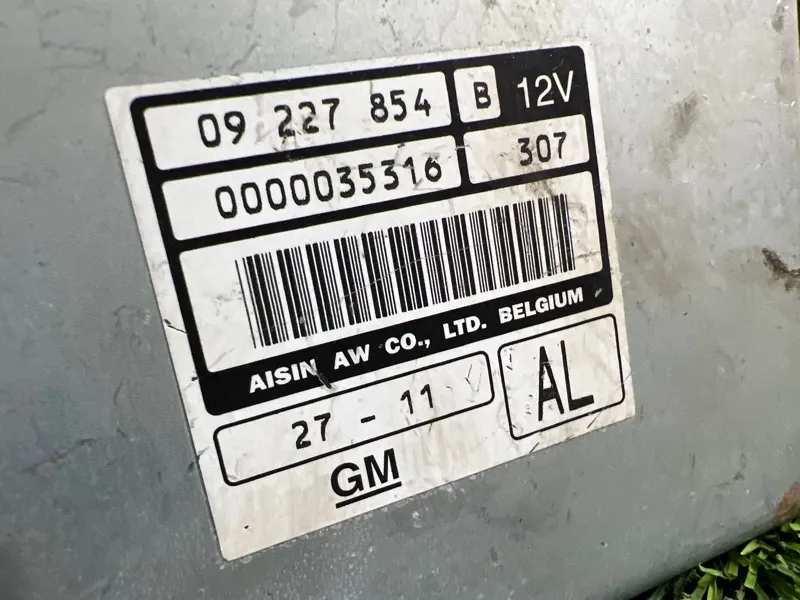 09 227 854 B 12V
0000035316 307
AISIN AW CO., LTD. BELGIUM
27 - 11 AL
GM